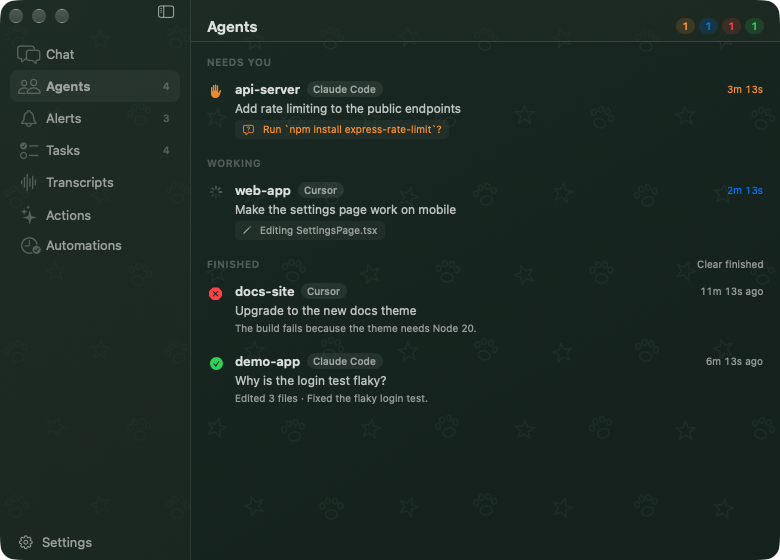 Chat
Agents 4
Alerts 3
Tasks 4
Transcripts
Actions
Automations
Settings
Agents
1 1 1 1
NEEDS YOU
api-server Claude Code 3m 13s
Add rate limiting to the public endpoints
Run `npm install express-rate-limit`?
WORKING
web-app Cursor 2m 13s
Make the settings page work on mobile
Editing SettingsPage.tsx
FINISHED Clear finished
docs-site Cursor 11m 13s ago
Upgrade to the new docs theme
The build fails because the theme needs Node 20.
demo-app Claude Code 6m 13s ago
Why is the login test flaky?
Edited 3 files · Fixed the flaky login test.